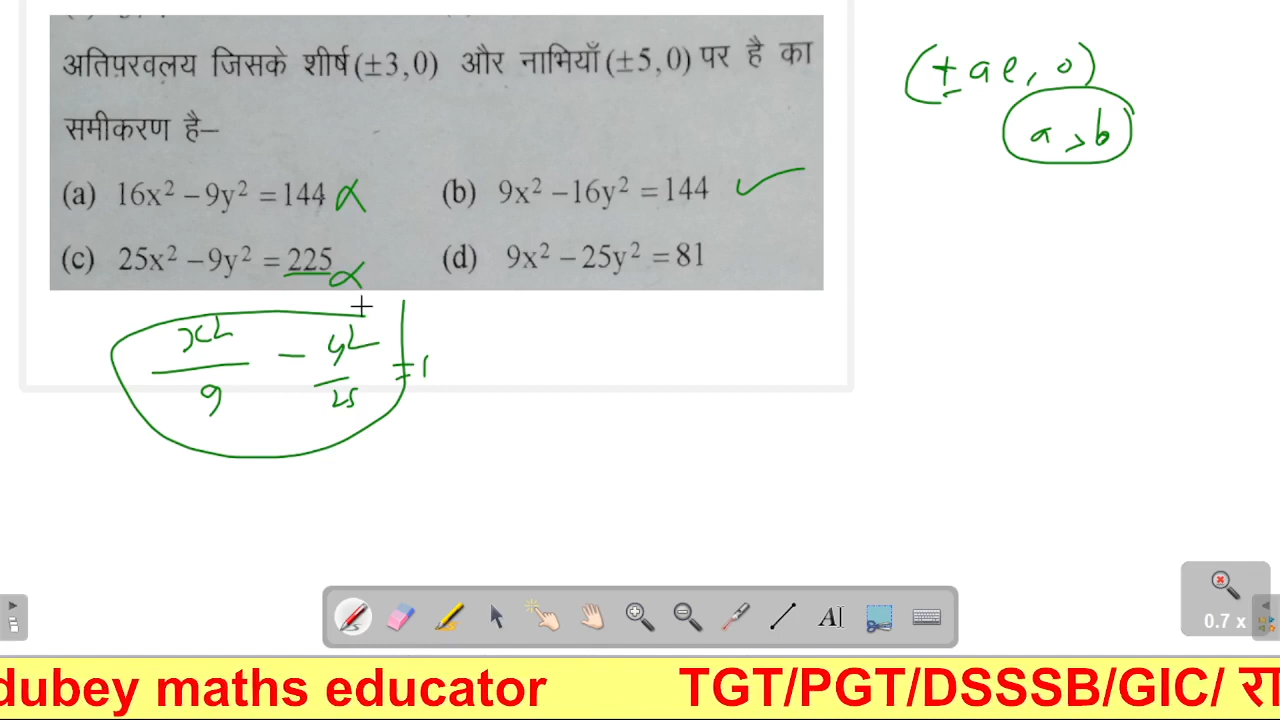 अतिपरवलय जिसके शीर्ष (±3,0) और नाभियाँ (±5,0) पर है का
समीकरण है–
(a) 16x² − 9y² = 144 (b) 9x² − 16y² = 144
(c) 25x² − 9y² = 225 (d) 9x² − 25y² = 81
(±ae, 0)
a > b
x²/9 − y²/25 = 1
0.7 x
AI
dubey maths educator TGT/PGT/DSSSB/GIC/ रा